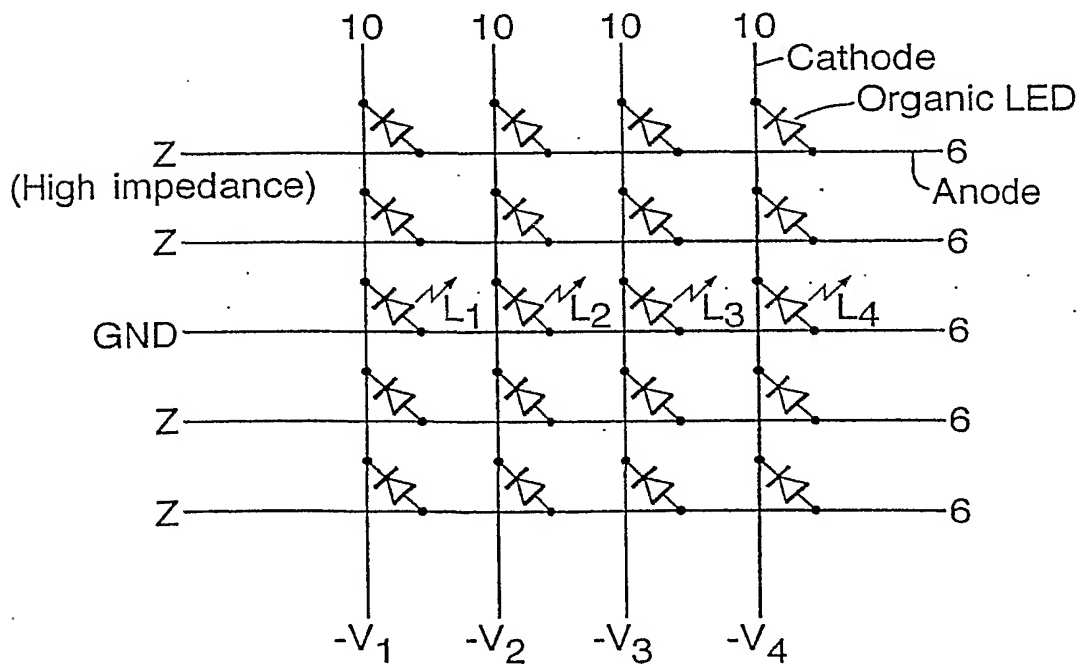 10 10 10 10
Cathode
Organic LED
Z 6
(High impedance) Anode
Z 6
L1 L2 L3 L4
GND 6
Z 6
Z 6
-V1 -V2 -V3 -V4